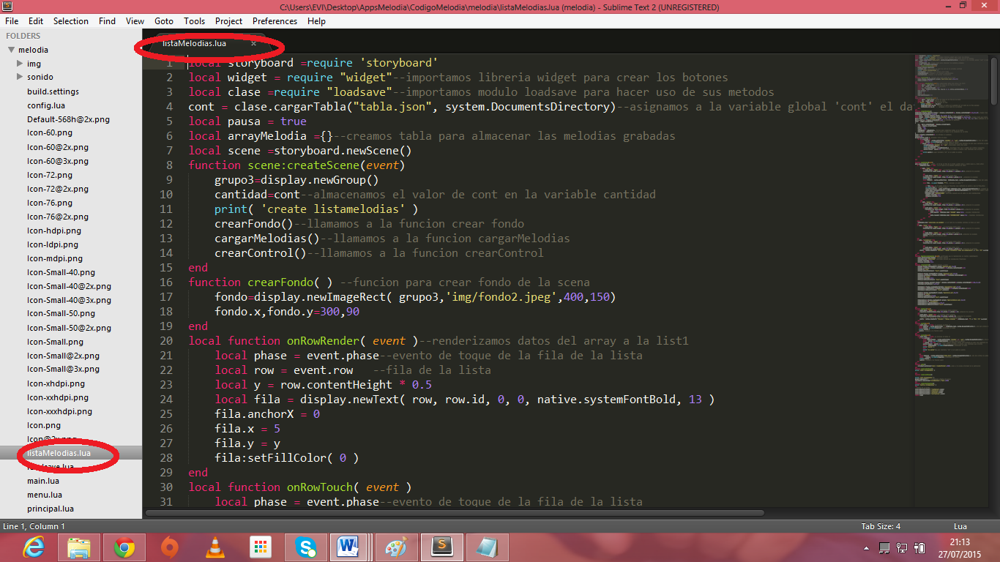 C:\Users\EVI\Desktop\AppsMelodia\CodigoMelodia\melodia\listaMelodias.lua (melodia) - Sublime Text 2 (UNREGISTERED)
File Edit Selection Find View Goto Tools Project Preferences Help
FOLDERS
melodia
img
sonido
build.settings
config.lua
Default-568h@2x.png
Icon-60.png
Icon-60@2x.png
Icon-60@3x.png
Icon-72.png
Icon-72@2x.png
Icon-76.png
Icon-76@2x.png
Icon-hdpi.png
Icon-ldpi.png
Icon-mdpi.png
Icon-Small-40.png
Icon-Small-40@2x.png
Icon-Small-40@3x.png
Icon-Small-50.png
Icon-Small-50@2x.png
Icon-Small.png
Icon-Small@2x.png
Icon-Small@3x.png
Icon-xhdpi.png
Icon-xxhdpi.png
Icon-xxxhdpi.png
Icon.png
Icon@2x.png
listaMelodias.lua
main.lua
menu.lua
principal.lua
listaMelodias.lua
1 local storyboard =require 'storyboard'
2 local widget = require "widget"--importamos libreria widget para crear los botones
3 local clase =require "loadsave"--importamos modulo loadsave para hacer uso de sus metodos
4 cont = clase.cargarTabla("tabla.json", system.DocumentsDirectory)--asignamos a la variable global 'cont' el da
5 local pausa = true
6 local arrayMelodia ={}--creamos tabla para almacenar las melodias grabadas
7 local scene =storyboard.newScene()
8 function scene:createScene(event)
9 grupo3=display.newGroup()
10 cantidad=cont--almacenamos el valor de cont en la variable cantidad
11 print( 'create listamelodias' )
12 crearFondo()--llamamos a la funcion crear fondo
13 cargarMelodias()--llamamos a la funcion cargarMelodias
14 crearControl()--llamamos a la funcion crearControl
15 end
16 function crearFondo( ) --funcion para crear fondo de la scena
17 fondo=display.newImageRect( grupo3,'img/fondo2.jpeg',400,150)
18 fondo.x,fondo.y=300,90
19 end
20 local function onRowRender( event )--renderizamos datos del array a la list1
21 local phase = event.phase--evento de toque de la fila de la lista
22 local row = event.row --fila de la lista
23 local y = row.contentHeight * 0.5
24 local fila = display.newText( row, row.id, 0, 0, native.systemFontBold, 13 )
25 fila.anchorX = 0
26 fila.x = 5
27 fila.y = y
28 fila:setFillColor( 0 )
29 end
30 local function onRowTouch( event )
31 local phase = event.phase--evento de toque de la fila de la lista
Line 1, Column 1
Tab Size: 4
Lua
21:13
27/07/2015